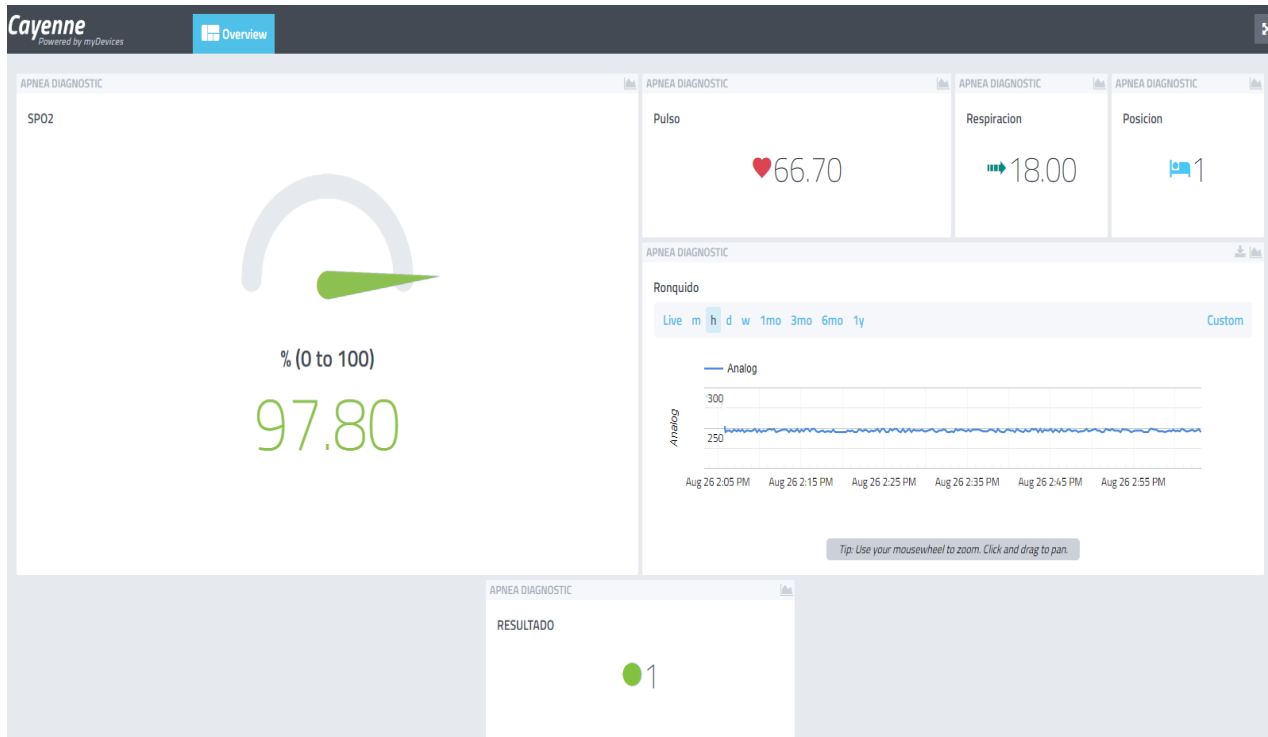 Cayenne
Powered by myDevices
Overview
APNEA DIAGNOSTIC
SPO2
% (0 to 100)
97.80
APNEA DIAGNOSTIC
Pulso
66.70
APNEA DIAGNOSTIC
Respiracion
18.00
APNEA DIAGNOSTIC
Posicion
1
APNEA DIAGNOSTIC
Ronquido
Live m h d w 1mo 3mo 6mo 1y Custom
Analog
300
250
Analog
Aug 26 2:05 PM Aug 26 2:15 PM Aug 26 2:25 PM Aug 26 2:35 PM Aug 26 2:45 PM Aug 26 2:55 PM
Tip: Use your mousewheel to zoom. Click and drag to pan.
APNEA DIAGNOSTIC
RESULTADO
1